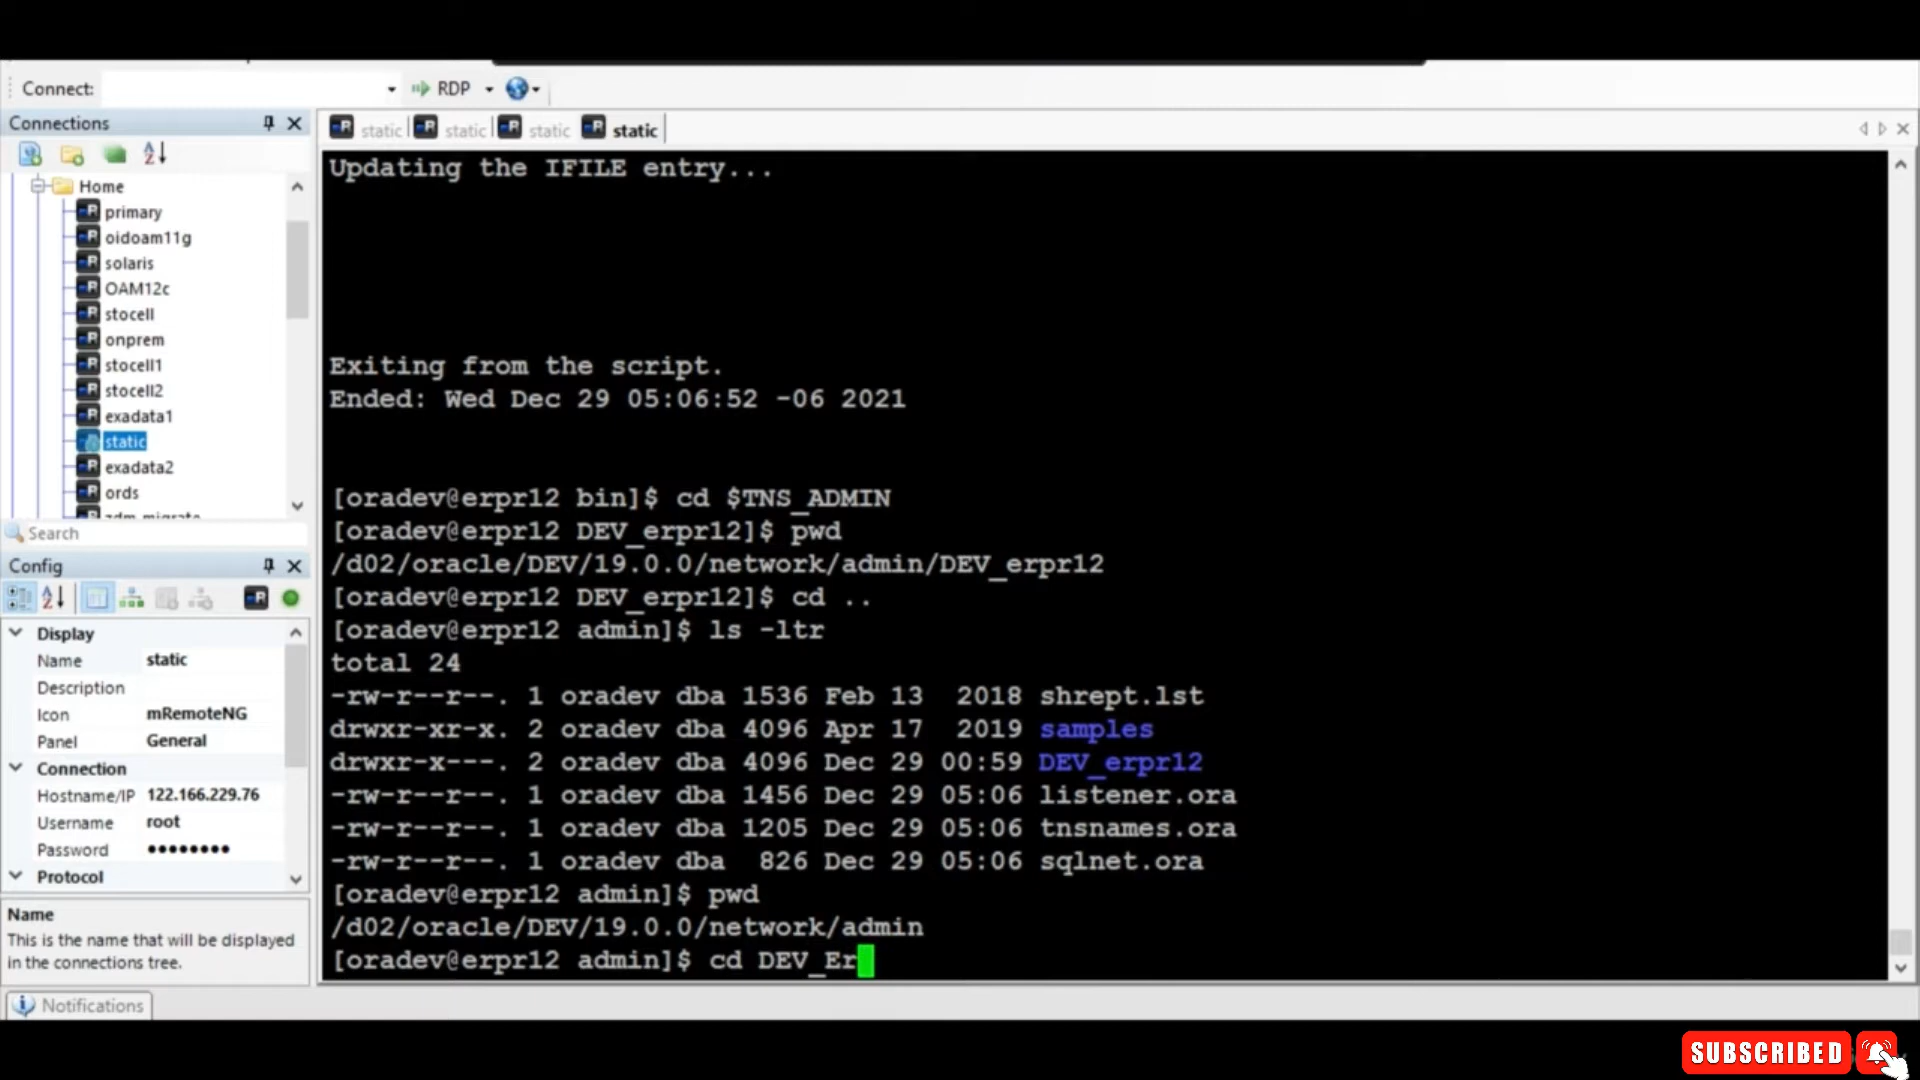 Connect:
RDP
Connections
static
static
static
static
Home
primary
oidoam11g
solaris
OAM12c
stocell
onprem
stocell1
stocell2
exadata1
static
exadata2
ords
zdm_migrate
Search
Config
Display
Name static
Description
Icon mRemoteNG
Panel General
Connection
Hostname/IP 122.166.229.76
Username root
Password ●●●●●●●●
Protocol
Name
This is the name that will be displayed
in the connections tree.
Notifications
Updating the IFILE entry...
Exiting from the script.
Ended: Wed Dec 29 05:06:52 -06 2021
[oradev@erpr12 bin]$ cd $TNS_ADMIN
[oradev@erpr12 DEV_erpr12]$ pwd
/d02/oracle/DEV/19.0.0/network/admin/DEV_erpr12
[oradev@erpr12 DEV_erpr12]$ cd ..
[oradev@erpr12 admin]$ ls -ltr
total 24
-rw-r--r--. 1 oradev dba 1536 Feb 13  2018 shrept.lst
drwxr-xr-x. 2 oradev dba 4096 Apr 17  2019 samples
drwxr-x---. 2 oradev dba 4096 Dec 29 00:59 DEV_erpr12
-rw-r--r--. 1 oradev dba 1456 Dec 29 05:06 listener.ora
-rw-r--r--. 1 oradev dba 1205 Dec 29 05:06 tnsnames.ora
-rw-r--r--. 1 oradev dba  826 Dec 29 05:06 sqlnet.ora
[oradev@erpr12 admin]$ pwd
/d02/oracle/DEV/19.0.0/network/admin
[oradev@erpr12 admin]$ cd DEV_Er
SUBSCRIBED